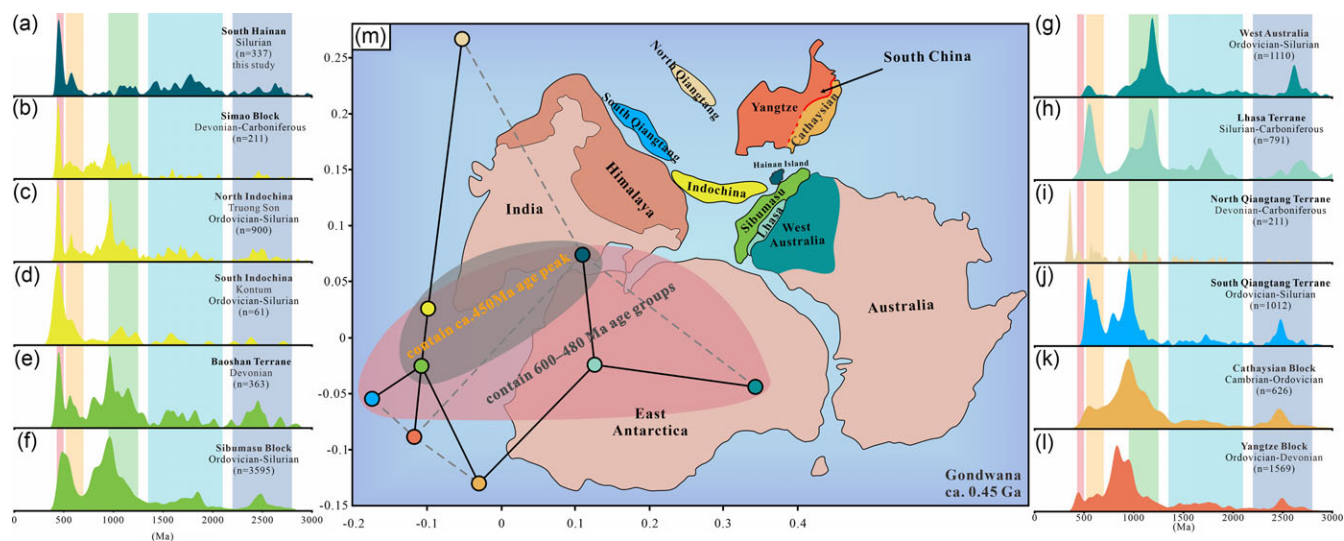 (a)
South Hainan
Silurian
(n=337)
this study
(b)
Simao Block
Devonian-Carboniferous
(n=211)
(c)
North Indochina
Truong Son
Ordovician-Silurian
(n=900)
(d)
South Indochina
Kontum
Ordovician-Silurian
(n=61)
(e)
Baoshan Terrane
Devonian
(n=363)
(f)
Sibumasu Block
Ordovician-Silurian
(n=3595)
0 500 1000 1500 2000 2500 3000
(Ma)
(m)
0.25
0.2
0.15
0.1
0.05
0
-0.05
-0.1
-0.15
-0.2 -0.1 0 0.1 0.2 0.3 0.4
North Qiangtang
South Qiangtang
South China
Yangtze
Cathaysian
Hainan Island
Himalaya
India
Indochina
Sibumasu
Lhasa
West
Australia
Australia
contain ca.450 Ma age peak
contain 600–480 Ma age groups
East
Antarctica
Gondwana
ca. 0.45 Ga
(g)
West Australia
Ordovician-Silurian
(n=1110)
(h)
Lhasa Terrane
Silurian-Carboniferous
(n=791)
(i)
North Qiangtang Terrane
Devonian-Carboniferous
(n=211)
(j)
South Qiangtang Terrane
Ordovician-Silurian
(n=1012)
(k)
Cathaysian Block
Cambrian-Ordovician
(n=626)
(l)
Yangtze Block
Ordovician-Devonian
(n=1569)
0 500 1000 1500 2000 2500 3000
(Ma)